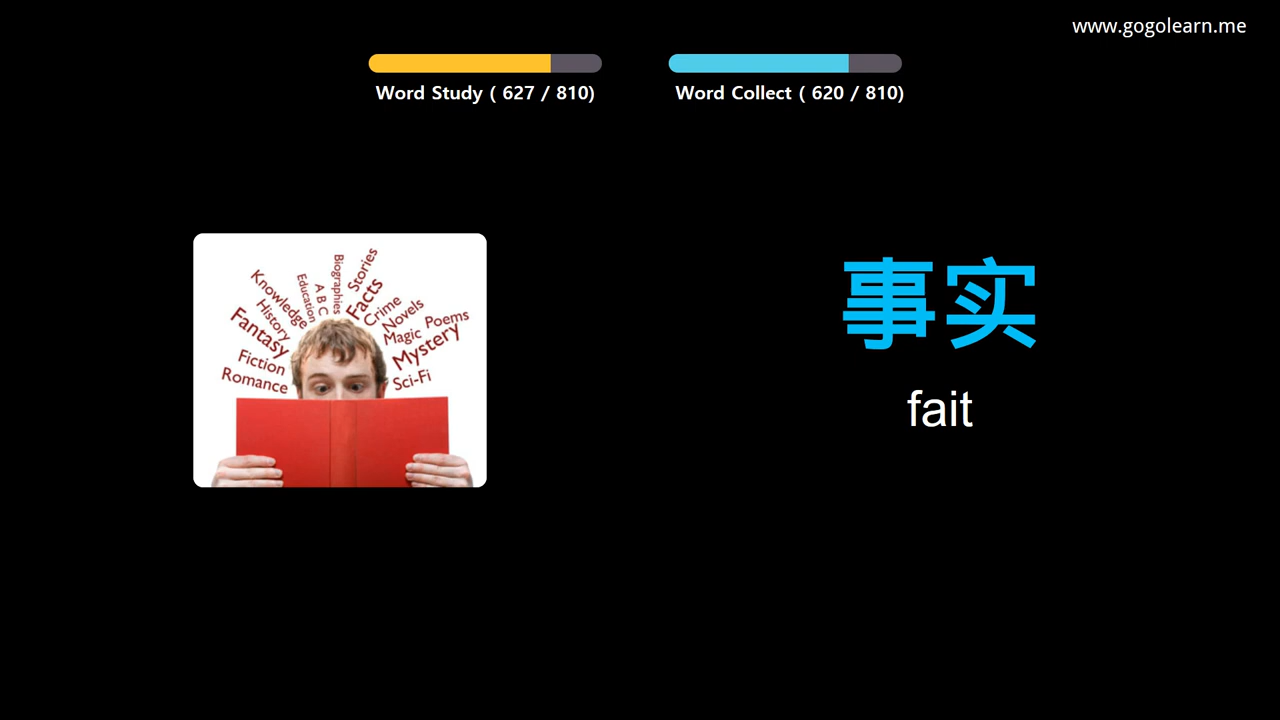 www.gogolearn.me
Word Study ( 627 / 810)
Word Collect ( 620 / 810)
Knowledge
History
Fantasy
Fiction
Romance
Education
A B C
Biographies
Stories
Facts
Crime
Novels
Magic
Poems
Mystery
Sci-Fi
事实
fait